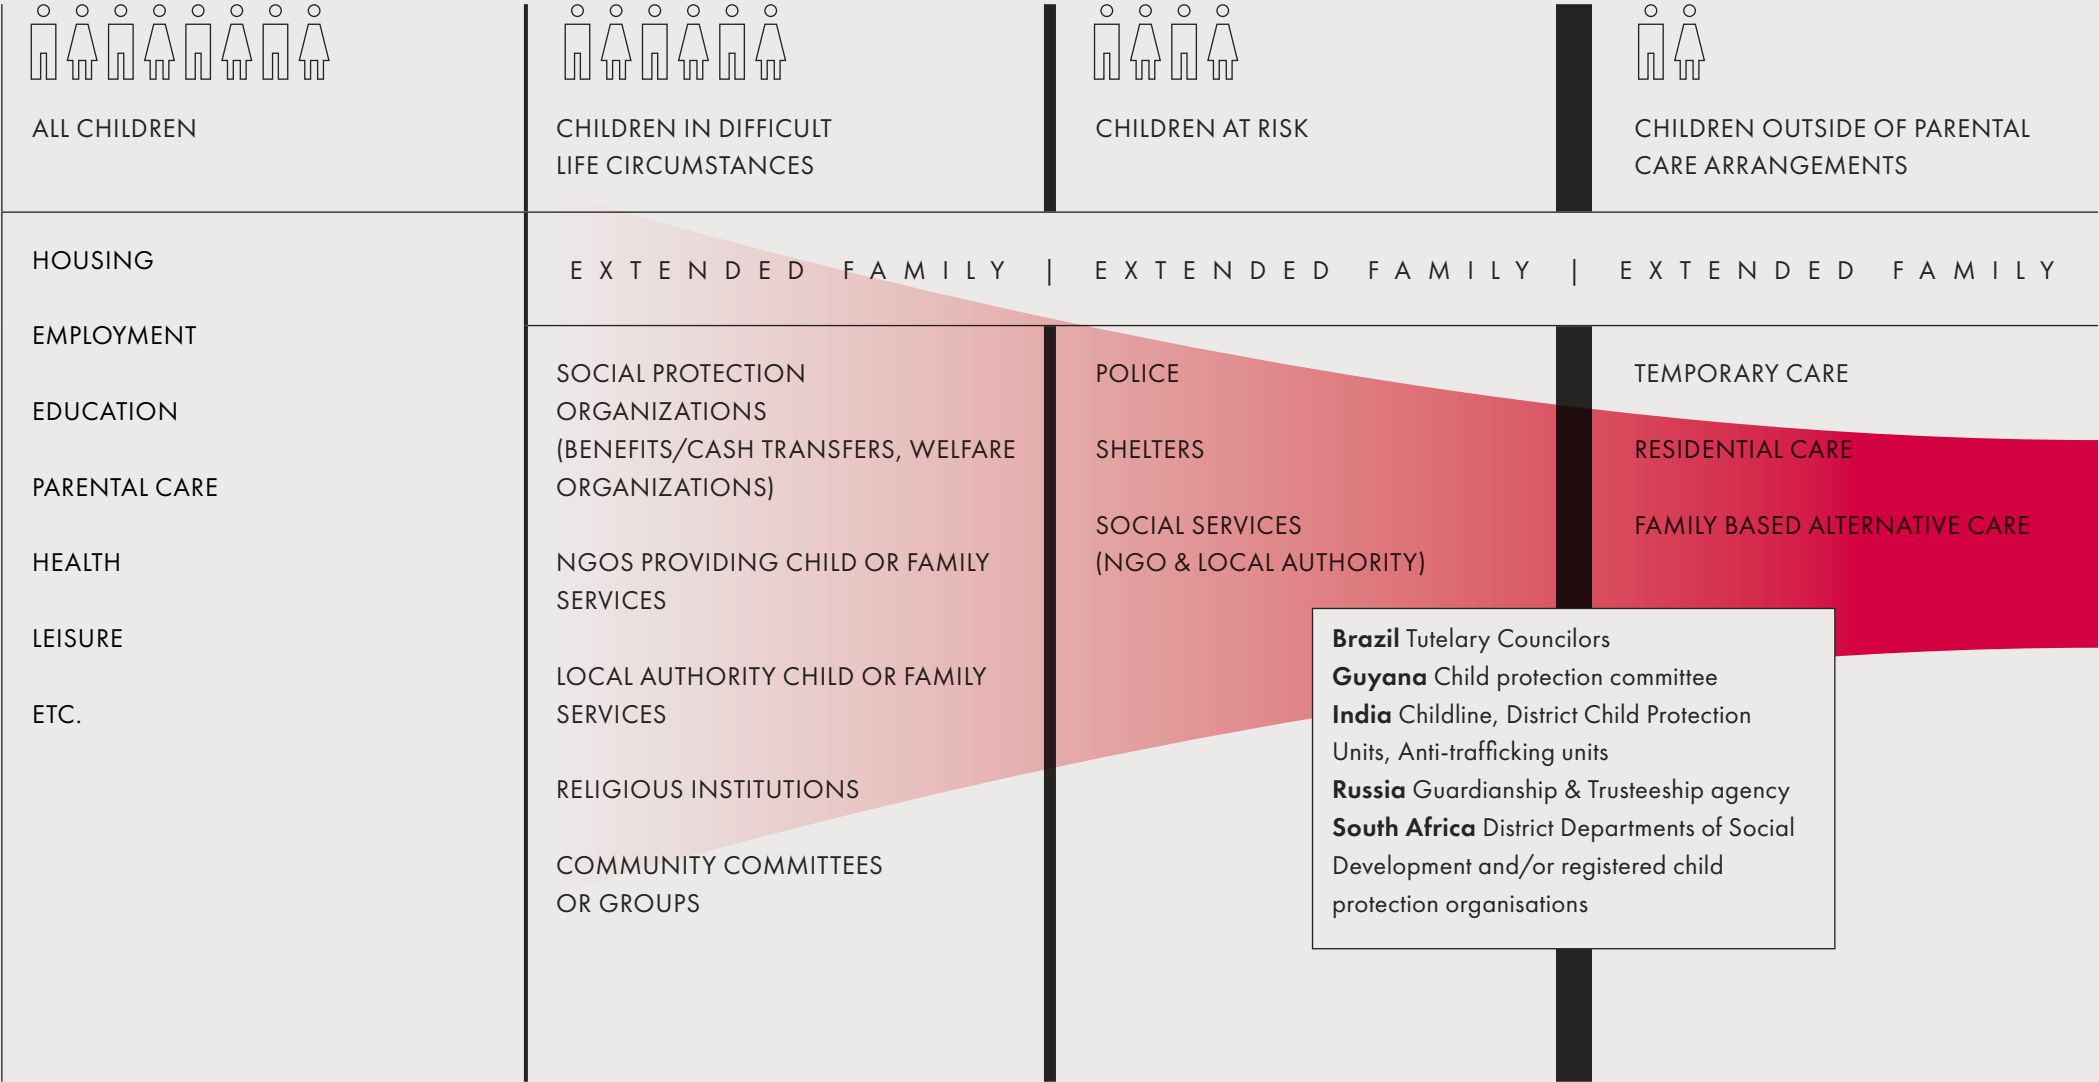 ALL CHILDREN
CHILDREN IN DIFFICULT
LIFE CIRCUMSTANCES
CHILDREN AT RISK
CHILDREN OUTSIDE OF PARENTAL
CARE ARRANGEMENTS
HOUSING
EMPLOYMENT
EDUCATION
PARENTAL CARE
HEALTH
LEISURE
ETC.
EXTENDED FAMILY | EXTENDED FAMILY | EXTENDED FAMILY
SOCIAL PROTECTION
ORGANIZATIONS
(BENEFITS/CASH TRANSFERS, WELFARE
ORGANIZATIONS)
NGOS PROVIDING CHILD OR FAMILY
SERVICES
LOCAL AUTHORITY CHILD OR FAMILY
SERVICES
RELIGIOUS INSTITUTIONS
COMMUNITY COMMITTEES
OR GROUPS
POLICE
SHELTERS
SOCIAL SERVICES
(NGO & LOCAL AUTHORITY)
TEMPORARY CARE
RESIDENTIAL CARE
FAMILY BASED ALTERNATIVE CARE
Brazil Tutelary Councilors
Guyana Child protection committee
India Childline, District Child Protection
Units, Anti-trafficking units
Russia Guardianship & Trusteeship agency
South Africa District Departments of Social
Development and/or registered child
protection organisations